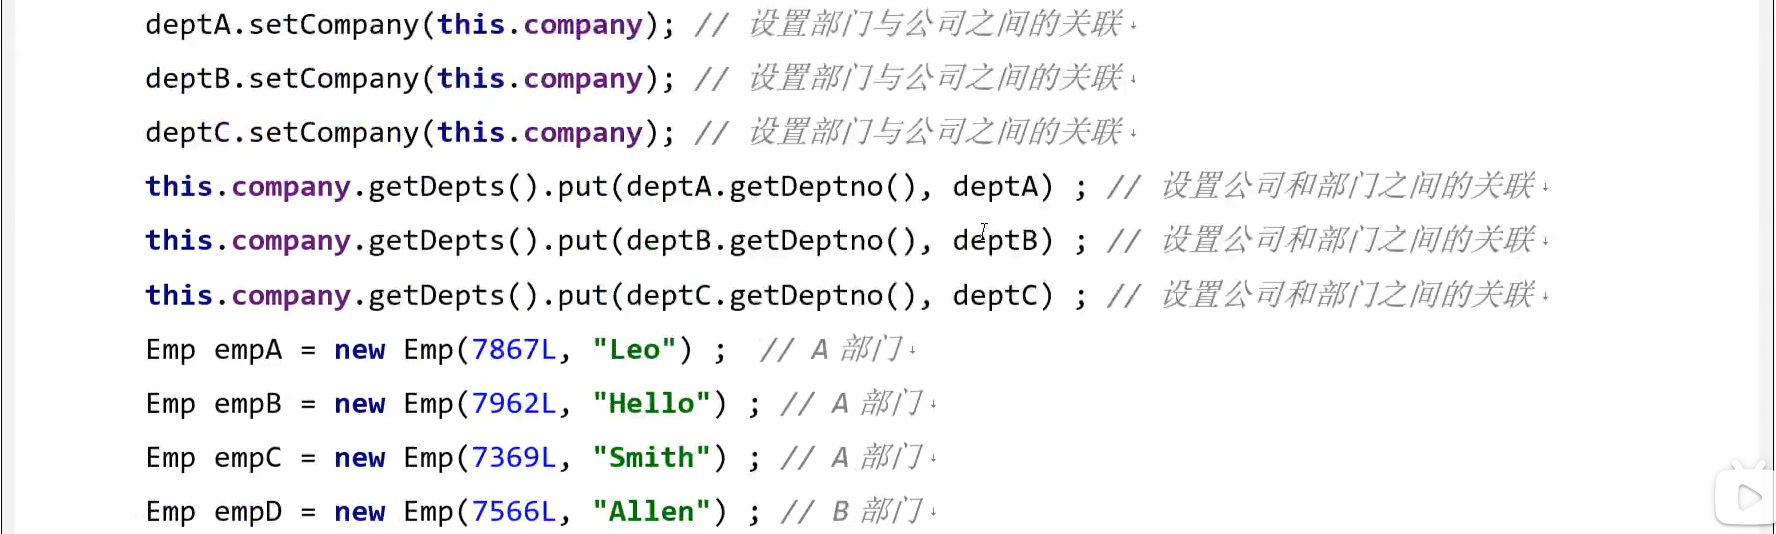 deptA.setCompany(this.company); // 设置部门与公司之间的关联
deptB.setCompany(this.company); // 设置部门与公司之间的关联
deptC.setCompany(this.company); // 设置部门与公司之间的关联
this.company.getDepts().put(deptA.getDeptno(), deptA) ; // 设置公司和部门之间的关联
this.company.getDepts().put(deptB.getDeptno(), deptB) ; // 设置公司和部门之间的关联
this.company.getDepts().put(deptC.getDeptno(), deptC) ; // 设置公司和部门之间的关联
Emp empA = new Emp(7867L, "Leo") ;  // A 部门
Emp empB = new Emp(7962L, "Hello") ; // A 部门
Emp empC = new Emp(7369L, "Smith") ; // A 部门
Emp empD = new Emp(7566L, "Allen") ; // B 部门